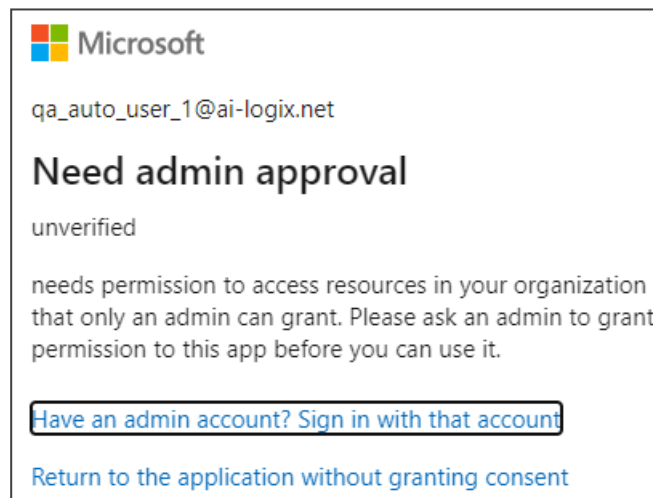 Microsoft
qa_auto_user_1@ai-logix.net
Need admin approval
unverified
needs permission to access resources in your organization
that only an admin can grant. Please ask an admin to grant
permission to this app before you can use it.
Have an admin account? Sign in with that account
Return to the application without granting consent